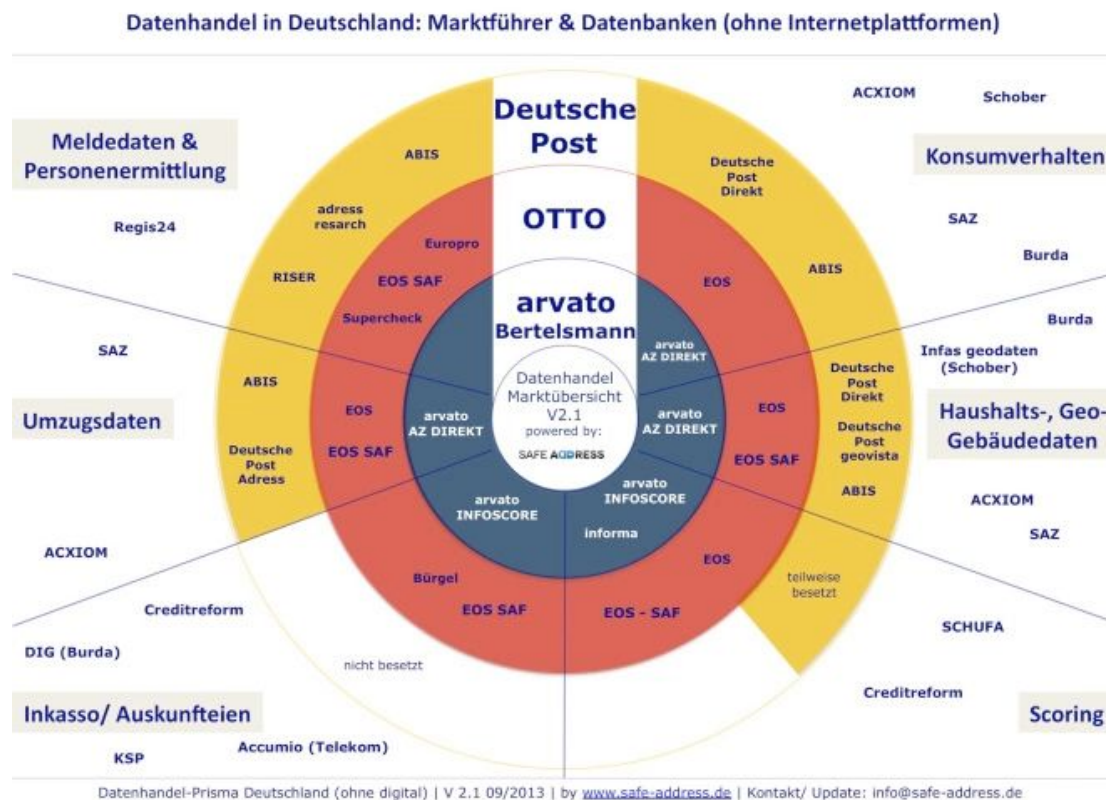 Datenhandel in Deutschland: Marktführer & Datenbanken (ohne Internetplattformen)
Meldedaten &
Personenermittlung
Regis24
ABIS
adress
resarch
RISER
Europro
EOS SAF
Supercheck
Deutsche
Post
OTTO
arvato
Bertelsmann
Datenhandel
Marktübersicht
V2.1
powered by:
SAFE ADDRESS
Deutsche
Post
Direkt
ABIS
EOS
arvato
AZ DIREKT
ACXIOM
Schober
Konsumverhalten
SAZ
Burda
SAZ
Umzugsdaten
ACXIOM
ABIS
Deutsche
Post
Adress
EOS
EOS SAF
arvato
AZ DIREKT
arvato
AZ DIREKT
EOS
EOS SAF
Deutsche
Post
Direkt
Deutsche
Post
geovista
ABIS
Burda
Infas geodaten
(Schober)
Haushalts-, Geo-
Gebäudedaten
ACXIOM
SAZ
Creditreform
DIG (Burda)
Inkasso/ Auskunfteien
KSP
Accumio (Telekom)
nicht besetzt
Bürgel
EOS SAF
arvato
INFOSCORE
arvato
INFOSCORE
informa
EOS
EOS - SAF
teilweise
besetzt
SCHUFA
Creditreform
Scoring
Datenhandel-Prisma Deutschland (ohne digital) | V 2.1 09/2013 | by www.safe-address.de | Kontakt/ Update: info@safe-address.de